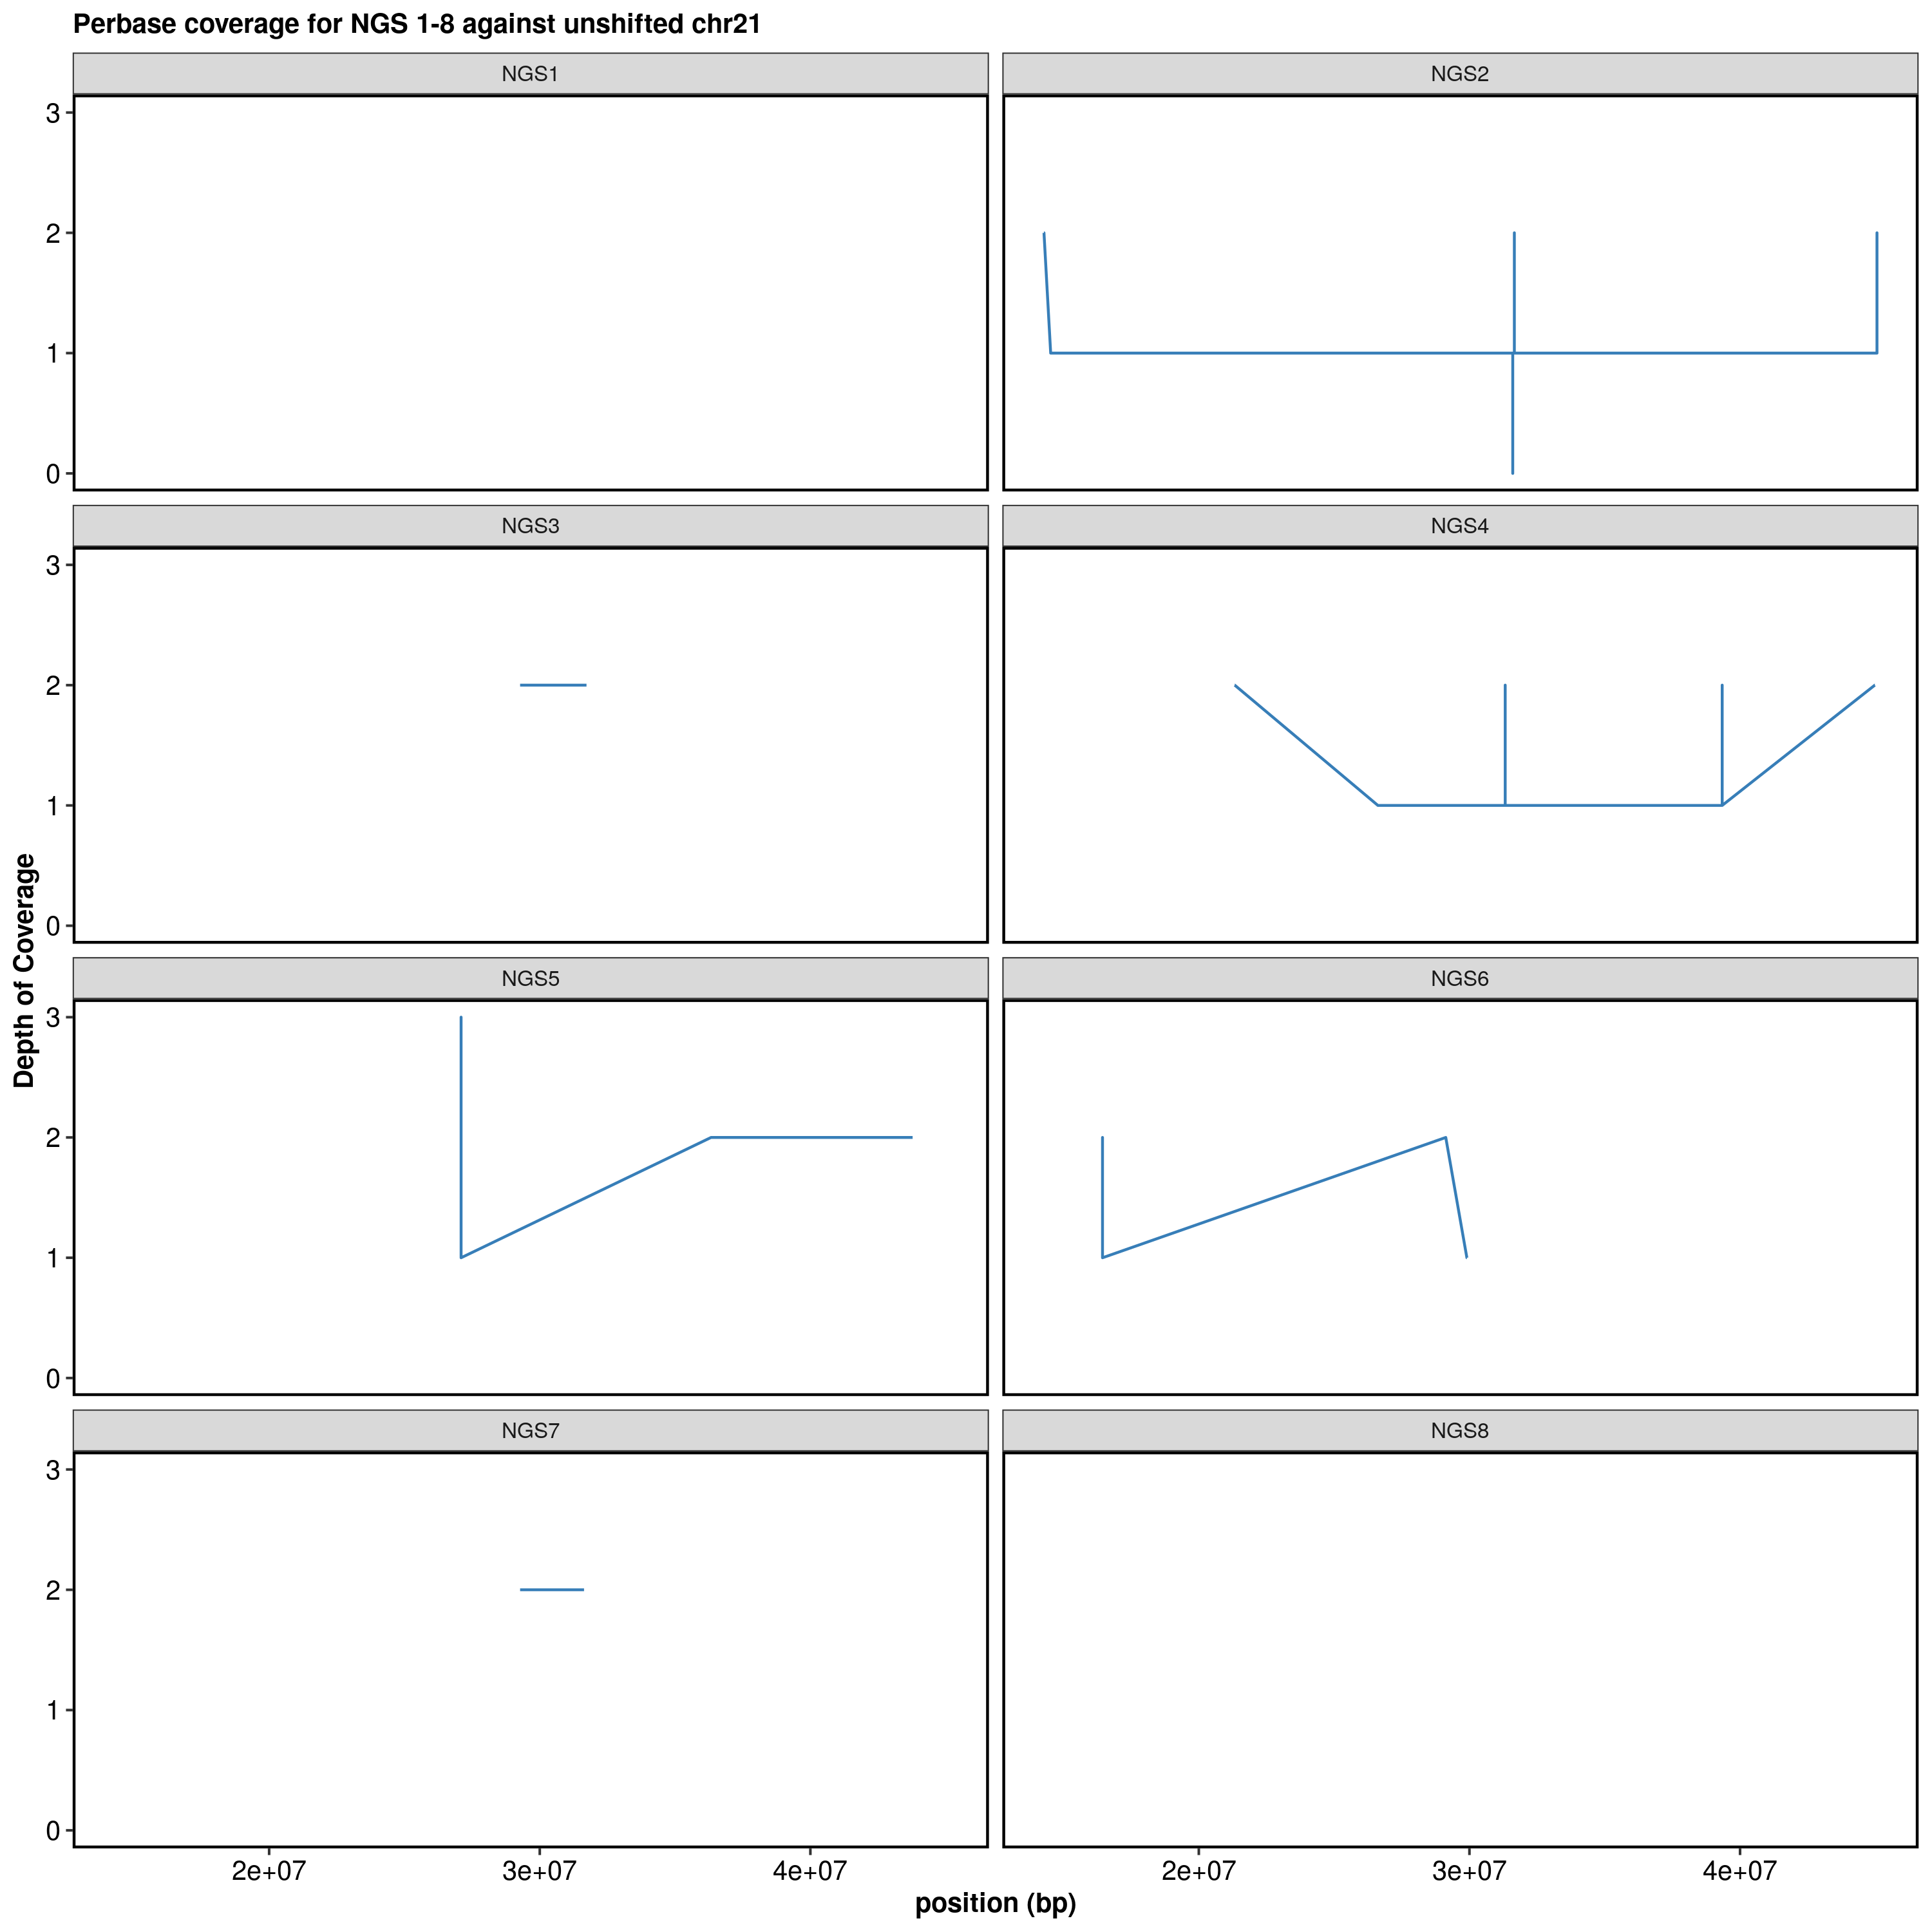 Perbase coverage for NGS 1-8 against unshifted chr21
NGS1
NGS2
3
2
1
0
NGS3
NGS4
3
2
1
0
NGS5
NGS6
3
2
1
0
NGS7
NGS8
3
2
1
0
2e+07 3e+07 4e+07
2e+07 3e+07 4e+07
position (bp)
Depth of Coverage